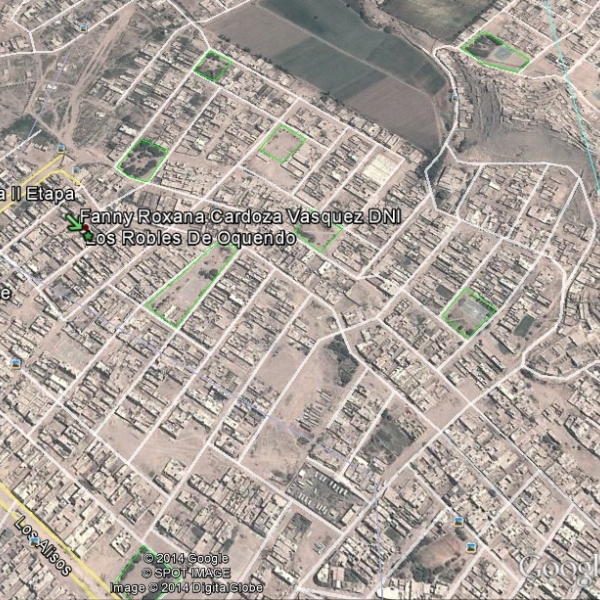 a II Etapa
Fanny Roxana Cardoza Vasquez DNI
Los Robles De Oquendo
e
Los Alisos
© 2014 Google
© SPOT IMAGE
Image © 2014 DigitalGlobe
Google